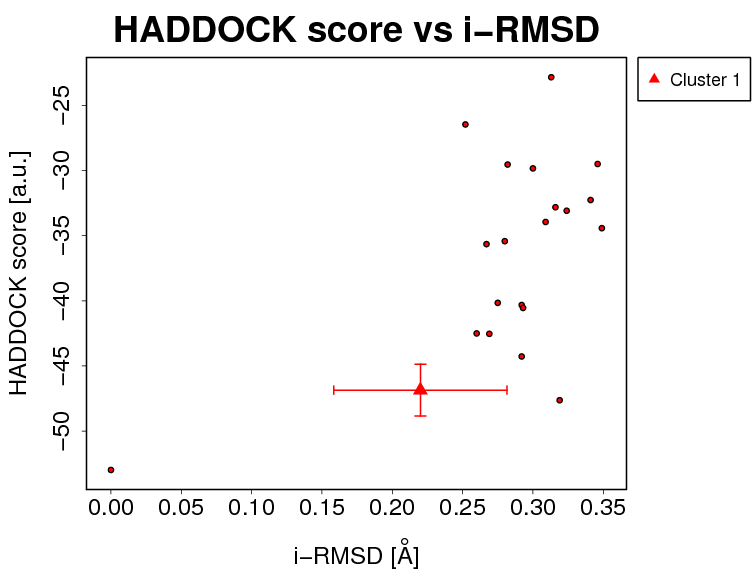 HADDOCK score vs i−RMSD
Cluster 1
HADDOCK score [a.u.]
−25
−30
−35
−40
−45
−50
0.00 0.05 0.10 0.15 0.20 0.25 0.30 0.35
i−RMSD [Å]